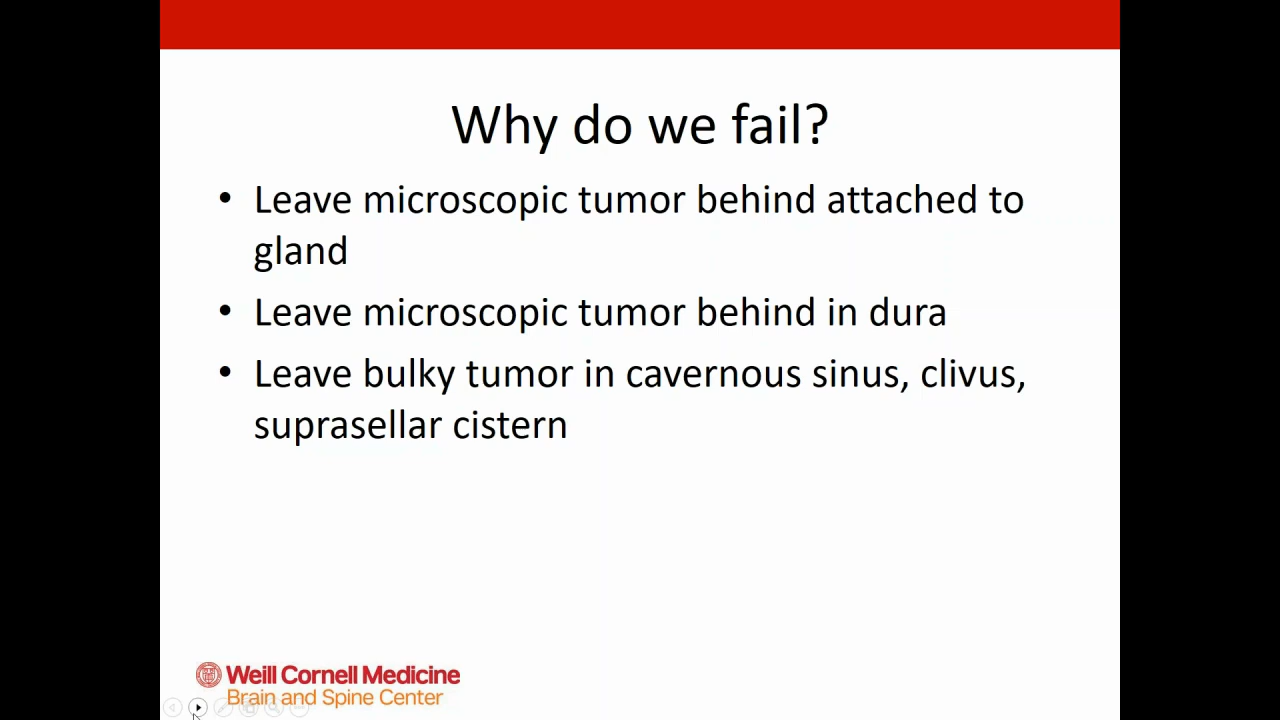 Why do we fail?
• Leave microscopic tumor behind attached to
gland
• Leave microscopic tumor behind in dura
• Leave bulky tumor in cavernous sinus, clivus,
suprasellar cistern
Weill Cornell Medicine
Brain and Spine Center